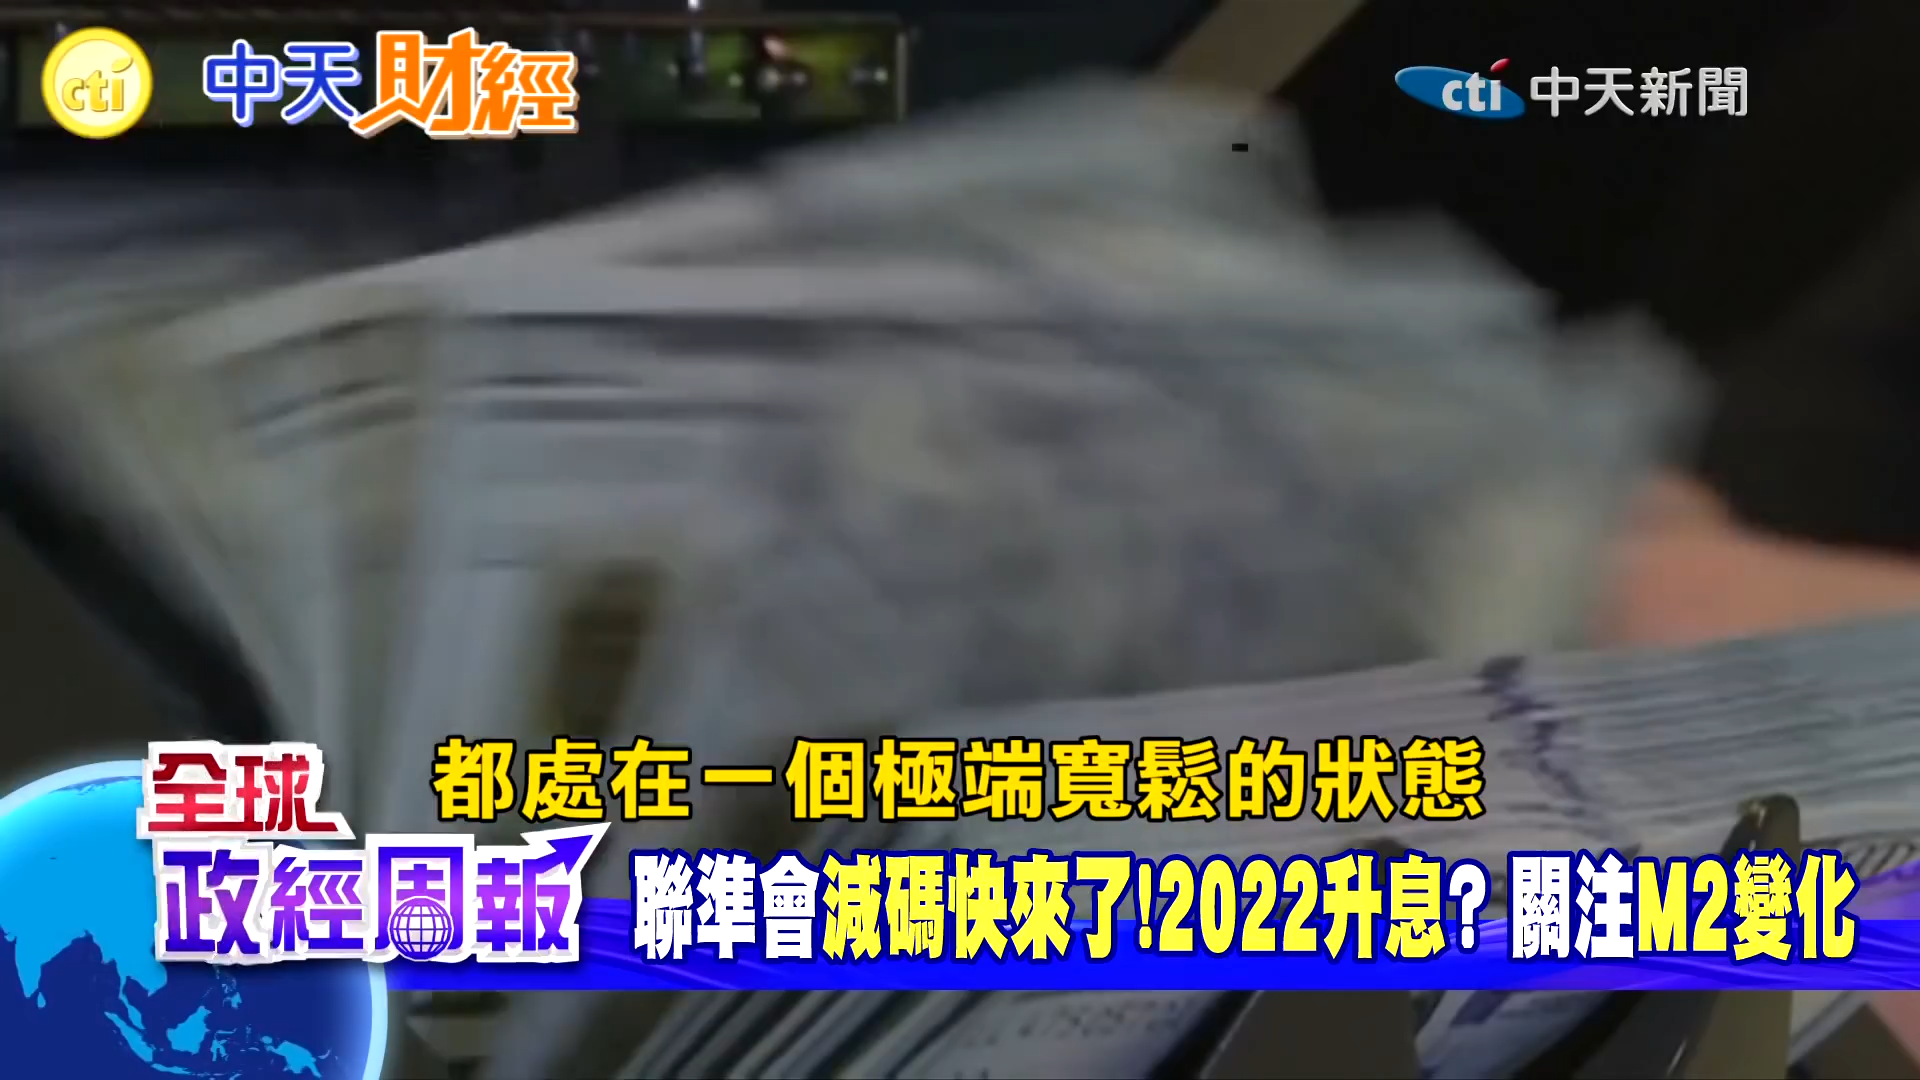 cti 中天財經
cti 中天新聞
都處在一個極端寬鬆的狀態
全球
政經周報
聯準會減碼快來了!2022升息? 關注M2變化